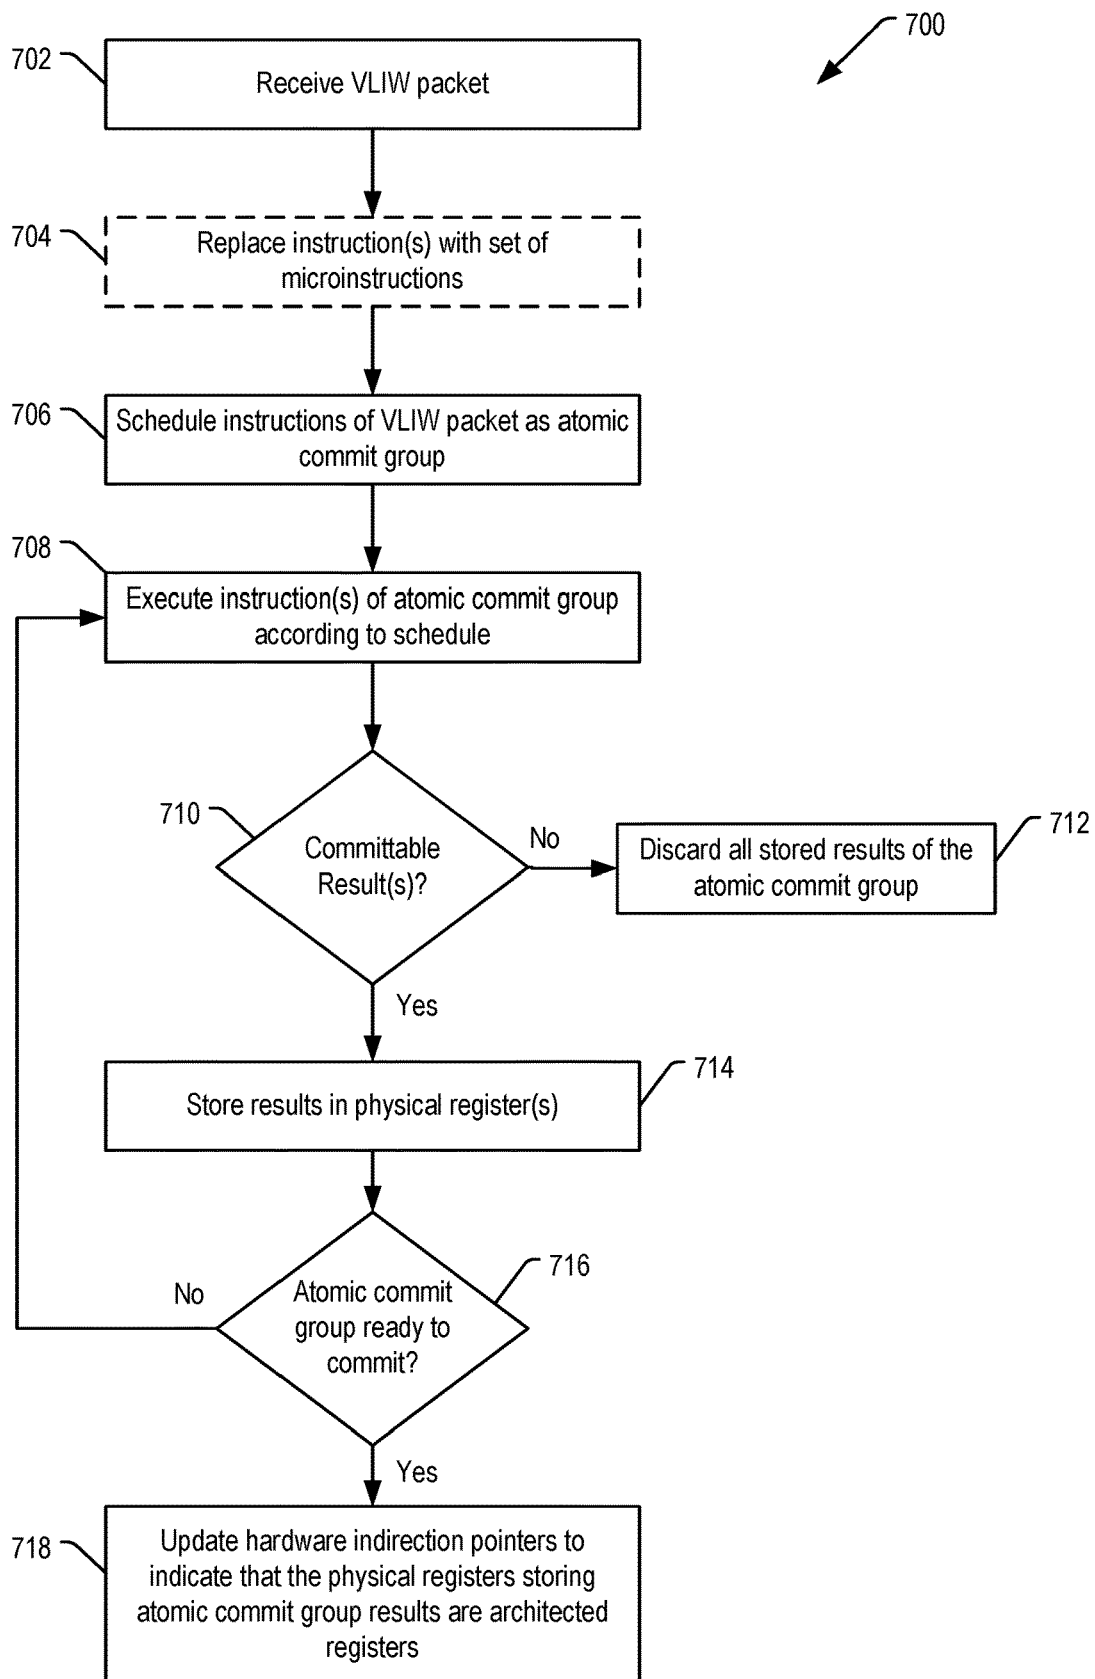 700
702
Receive VLIW packet
704
Replace instruction(s) with set of
microinstructions
706
Schedule instructions of VLIW packet as atomic
commit group
708
Execute instruction(s) of atomic commit group
according to schedule
710
Committable
Result(s)?
No
712
Discard all stored results of the
atomic commit group
Yes
714
Store results in physical register(s)
716
No
Atomic commit
group ready to
commit?
Yes
718
Update hardware indirection pointers to
indicate that the physical registers storing
atomic commit group results are architected
registers